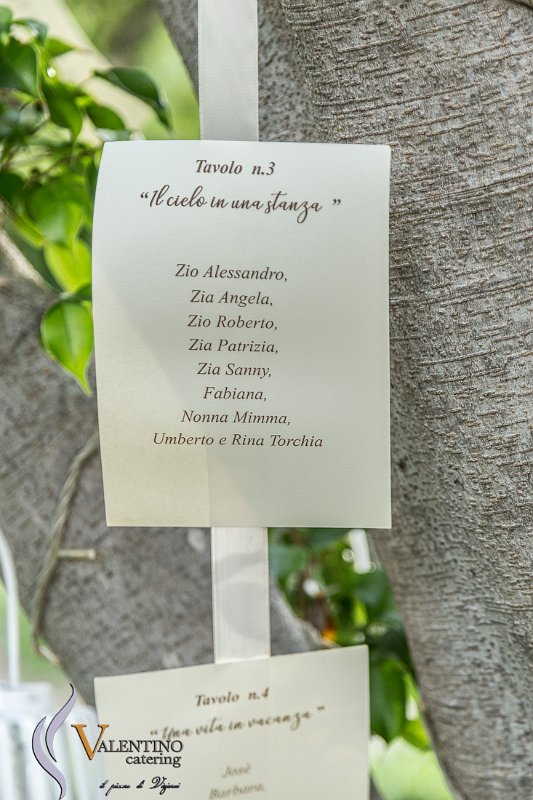 Tavolo n.3
“Il cielo in una stanza ”
Zio Alessandro,
Zia Angela,
Zio Roberto,
Zia Patrizia,
Zia Sanny,
Fabiana,
Nonna Mimma,
Umberto e Rina Torchia
Tavolo n.4
“Una vita in vacanza ”
José
Barbara,
VALENTINO
catering